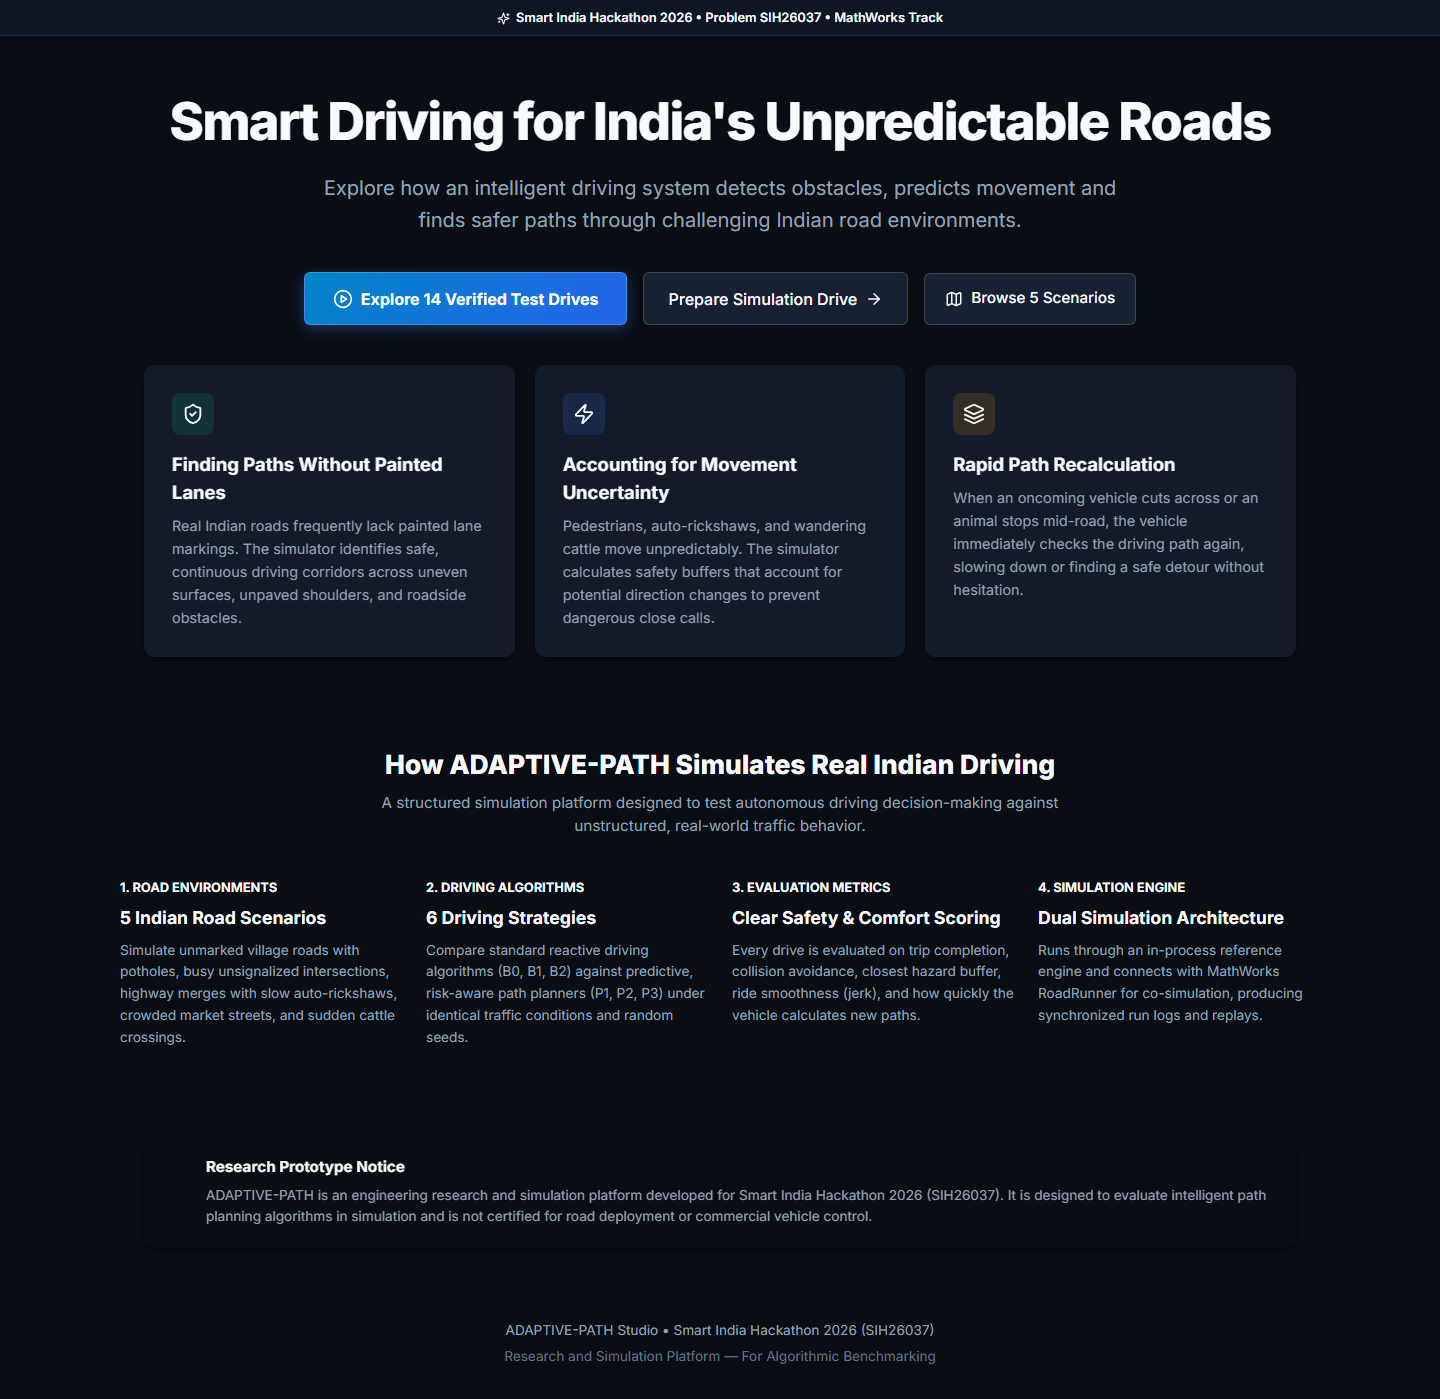 Smart India Hackathon 2026 • Problem SIH26037 • MathWorks Track
Smart Driving for India's Unpredictable Roads
Explore how an intelligent driving system detects obstacles, predicts movement and
finds safer paths through challenging Indian road environments.
Explore 14 Verified Test Drives
Prepare Simulation Drive →
Browse 5 Scenarios
Finding Paths Without Painted
Lanes
Real Indian roads frequently lack painted lane
markings. The simulator identifies safe,
continuous driving corridors across uneven
surfaces, unpaved shoulders, and roadside
obstacles.
Accounting for Movement
Uncertainty
Pedestrians, auto-rickshaws, and wandering
cattle move unpredictably. The simulator
calculates safety buffers that account for
potential direction changes to prevent
dangerous close calls.
Rapid Path Recalculation
When an oncoming vehicle cuts across or an
animal stops mid-road, the vehicle
immediately checks the driving path again,
slowing down or finding a safe detour without
hesitation.
How ADAPTIVE-PATH Simulates Real Indian Driving
A structured simulation platform designed to test autonomous driving decision-making against
unstructured, real-world traffic behavior.
1. ROAD ENVIRONMENTS
5 Indian Road Scenarios
Simulate unmarked village roads with
potholes, busy unsignalized intersections,
highway merges with slow auto-rickshaws,
crowded market streets, and sudden cattle
crossings.
2. DRIVING ALGORITHMS
6 Driving Strategies
Compare standard reactive driving
algorithms (B0, B1, B2) against predictive,
risk-aware path planners (P1, P2, P3) under
identical traffic conditions and random
seeds.
3. EVALUATION METRICS
Clear Safety & Comfort Scoring
Every drive is evaluated on trip completion,
collision avoidance, closest hazard buffer,
ride smoothness (jerk), and how quickly the
vehicle calculates new paths.
4. SIMULATION ENGINE
Dual Simulation Architecture
Runs through an in-process reference
engine and connects with MathWorks
RoadRunner for co-simulation, producing
synchronized run logs and replays.
Research Prototype Notice
ADAPTIVE-PATH is an engineering research and simulation platform developed for Smart India Hackathon 2026 (SIH26037). It is designed to evaluate intelligent path
planning algorithms in simulation and is not certified for road deployment or commercial vehicle control.
ADAPTIVE-PATH Studio • Smart India Hackathon 2026 (SIH26037)
Research and Simulation Platform — For Algorithmic Benchmarking